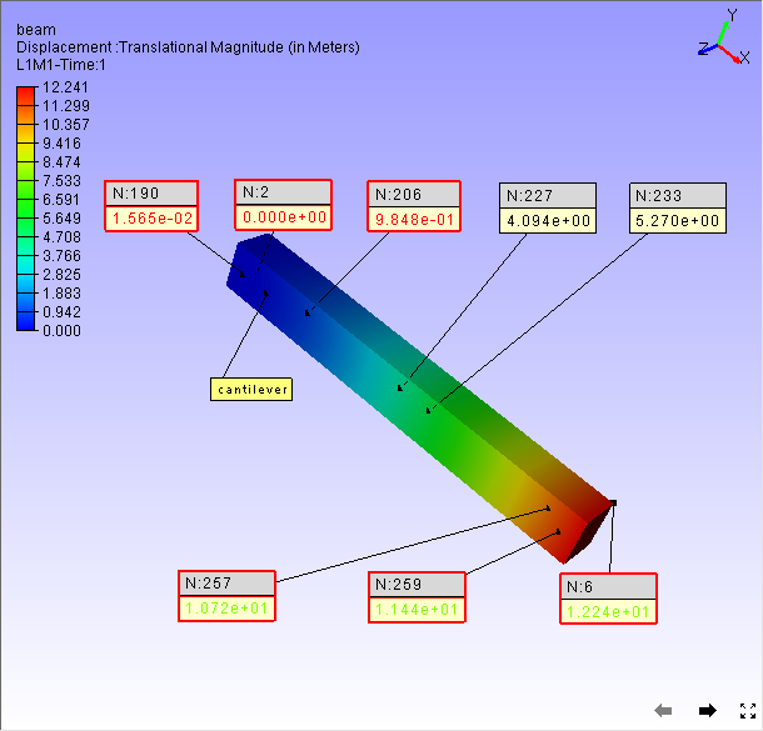 beam
Displacement :Translational Magnitude (in Meters)
L1M1-Time:1
12.241
11.299
10.357
9.416
8.474
7.533
6.591
5.649
4.708
3.766
2.825
1.883
0.942
0.000
Y
Z
X
N:190
1.565e-02
N:2
0.000e+00
N:206
9.848e-01
N:227
4.094e+00
N:233
5.270e+00
cantilever
N:257
1.072e+01
N:259
1.144e+01
N:6
1.224e+01